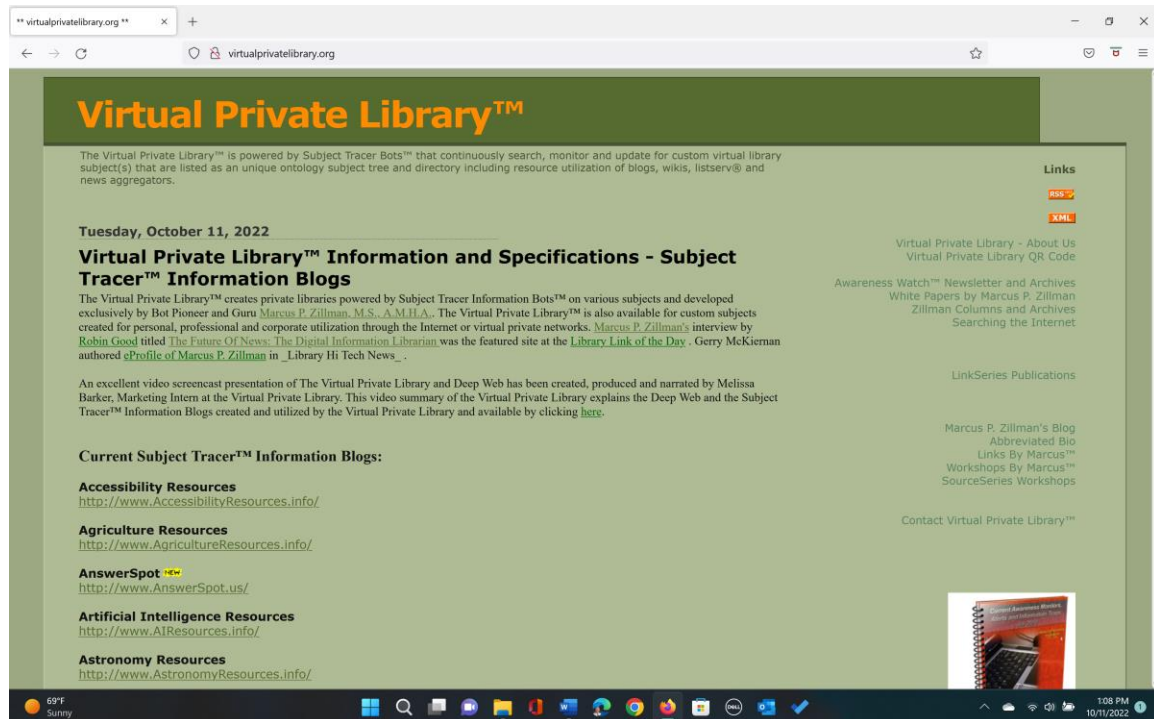 ** virtualprivatelibrary.org **
virtualprivatelibrary.org
Virtual Private Library™
The Virtual Private Library™ is powered by Subject Tracer Bots™ that continuously search, monitor and update for custom virtual library
subject(s) that are listed as an unique ontology subject tree and directory including resource utilization of blogs, wikis, listserv® and
news aggregators.
Tuesday, October 11, 2022
Virtual Private Library™ Information and Specifications - Subject
Tracer™ Information Blogs
The Virtual Private Library™ creates private libraries powered by Subject Tracer Information Bots™ on various subjects and developed
exclusively by Bot Pioneer and Guru Marcus P. Zillman, M.S., A.M.H.A.. The Virtual Private Library™ is also available for custom subjects
created for personal, professional and corporate utilization through the Internet or virtual private networks. Marcus P. Zillman's interview by
Robin Good titled The Future Of News: The Digital Information Librarian was the featured site at the Library Link of the Day . Gerry McKiernan
authored eProfile of Marcus P. Zillman in _Library Hi Tech News_ .
An excellent video screencast presentation of The Virtual Private Library and Deep Web has been created, produced and narrated by Melissa
Barker, Marketing Intern at the Virtual Private Library. This video summary of the Virtual Private Library explains the Deep Web and the Subject
Tracer™ Information Blogs created and utilized by the Virtual Private Library and available by clicking here.
Current Subject Tracer™ Information Blogs:
Accessibility Resources
http://www.AccessibilityResources.info/
Agriculture Resources
http://www.AgricultureResources.info/
AnswerSpot NEW
http://www.AnswerSpot.us/
Artificial Intelligence Resources
http://www.AIResources.info/
Astronomy Resources
http://www.AstronomyResources.info/
Links
RSS
XML
Virtual Private Library - About Us
Virtual Private Library QR Code
Awareness Watch™ Newsletter and Archives
White Papers by Marcus P. Zillman
Zillman Columns and Archives
Searching the Internet
LinkSeries Publications
Marcus P. Zillman's Blog
Abbreviated Bio
Links By Marcus™
Workshops By Marcus™
SourceSeries Workshops
Contact Virtual Private Library™
69°F
Sunny
DELL
1:08 PM
10/11/2022
1